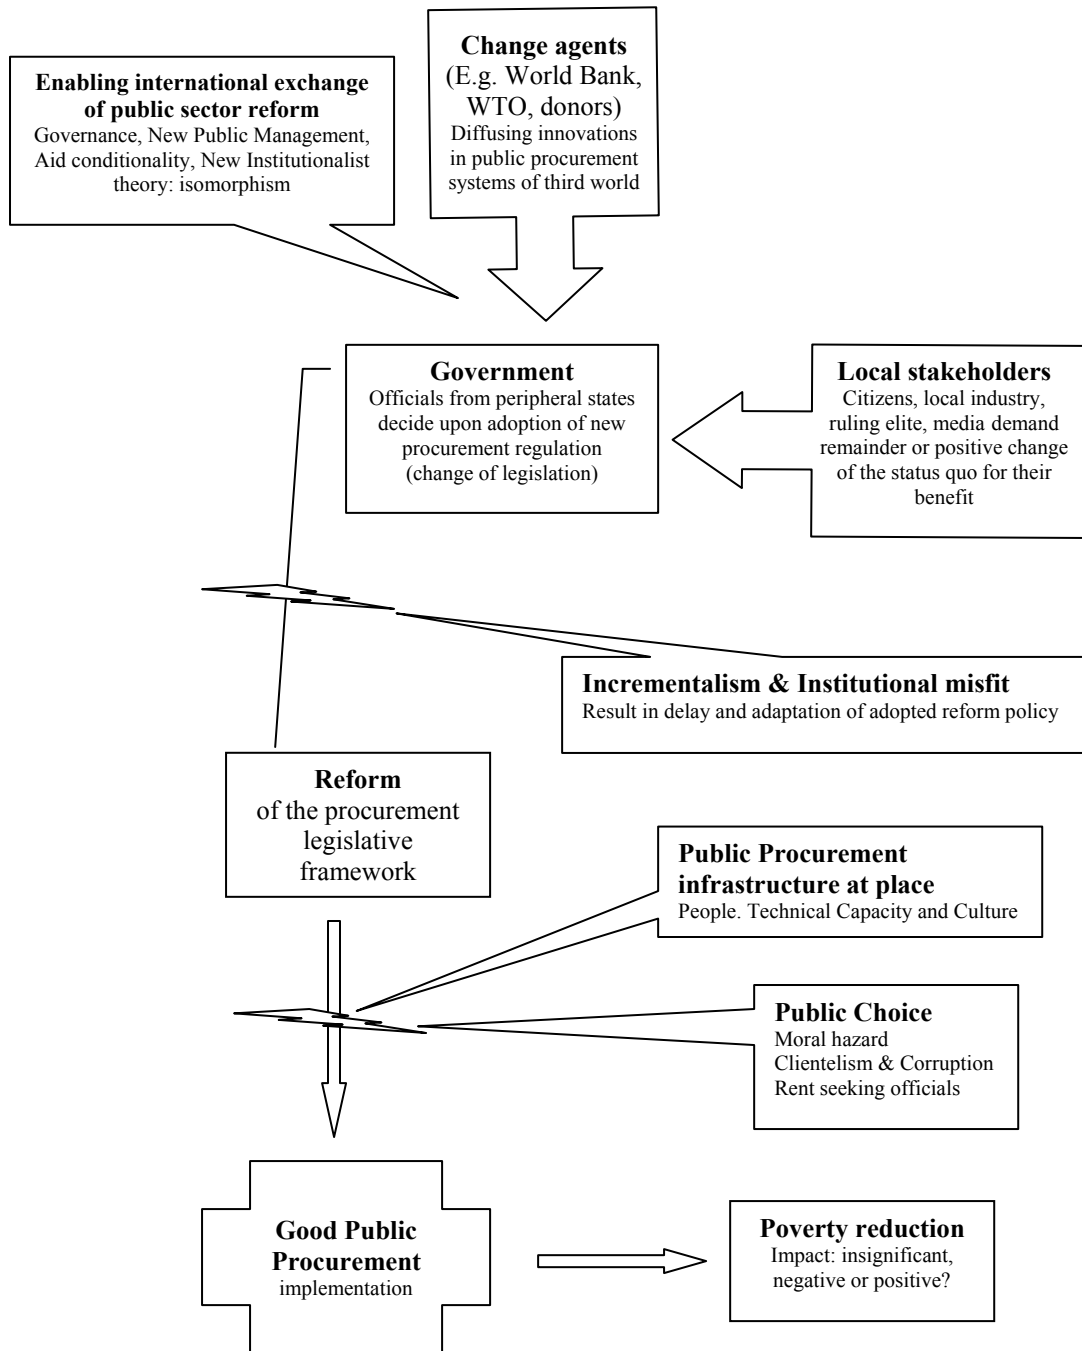 Enabling international exchange
of public sector reform
Governance, New Public Management,
Aid conditionality, New Institutionalist
theory: isomorphism
Change agents
(E.g. World Bank,
WTO, donors)
Diffusing innovations
in public procurement
systems of third world
Government
Officials from peripheral states
decide upon adoption of new
procurement regulation
(change of legislation)
Local stakeholders
Citizens, local industry,
ruling elite, media demand
remainder or positive change
of the status quo for their
benefit
Incrementalism & Institutional misfit
Result in delay and adaptation of adopted reform policy
Reform
of the procurement
legislative
framework
Public Procurement
infrastructure at place
People. Technical Capacity and Culture
Public Choice
Moral hazard
Clientelism & Corruption
Rent seeking officials
Good Public
Procurement
implementation
Poverty reduction
Impact: insignificant,
negative or positive?